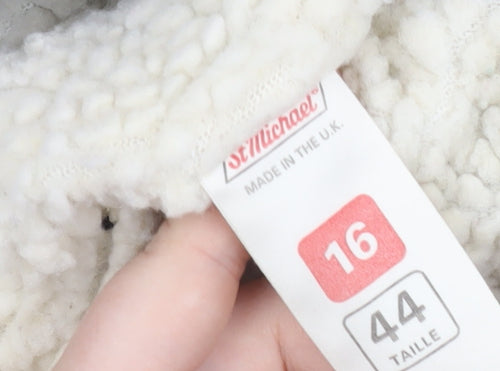 St Michael®
MADE IN THE U.K.
16
44
TAILLE